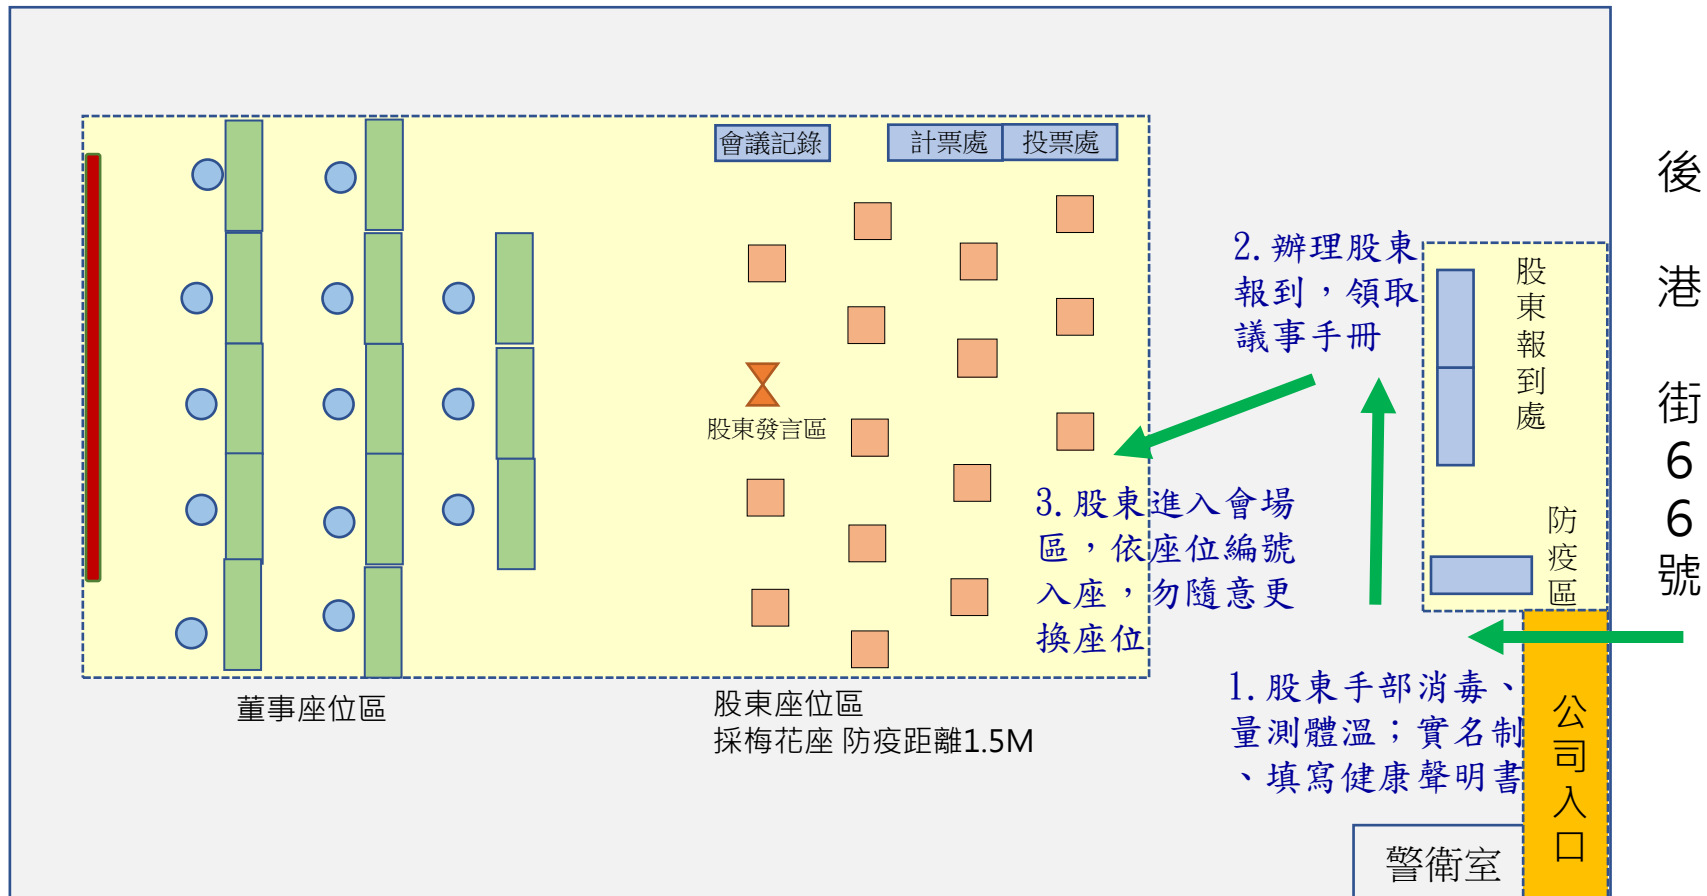 會議記錄
計票處
投票處
股東發言區
董事座位區
股東座位區
採梅花座 防疫距離1.5M
2.辦理股東
報到，領取
議事手冊
3.股東進入會場
區，依座位編號
入座，勿隨意更
換座位
1.股東手部消毒、
量測體溫；實名制
、填寫健康聲明書
股東報到處
防疫區
公司入口
警衛室
後港街66號